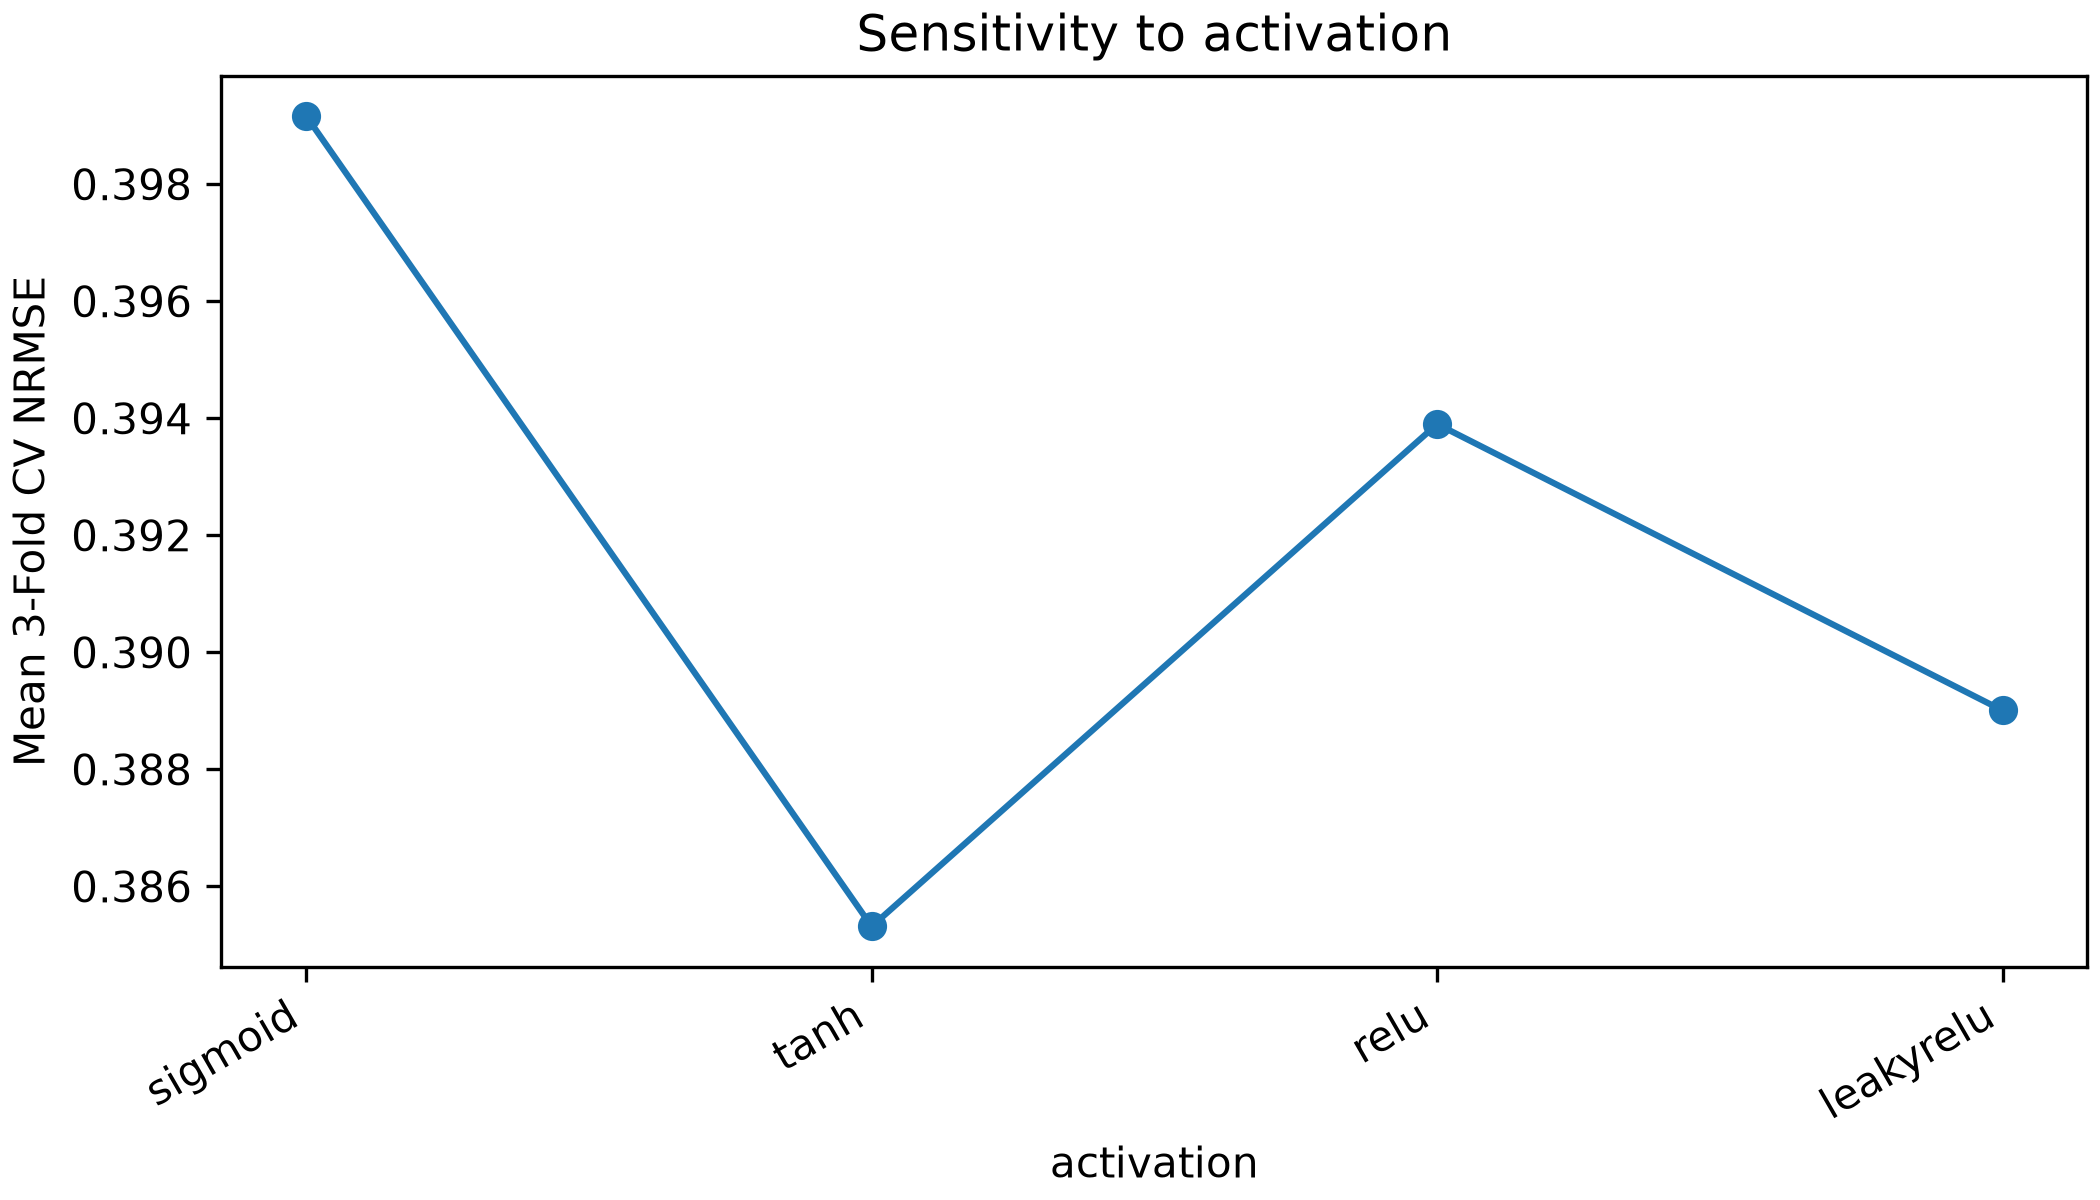 Sensitivity to activation
Mean 3-Fold CV NRMSE
0.398
0.396
0.394
0.392
0.390
0.388
0.386
sigmoid
tanh
relu
leakyrelu
activation